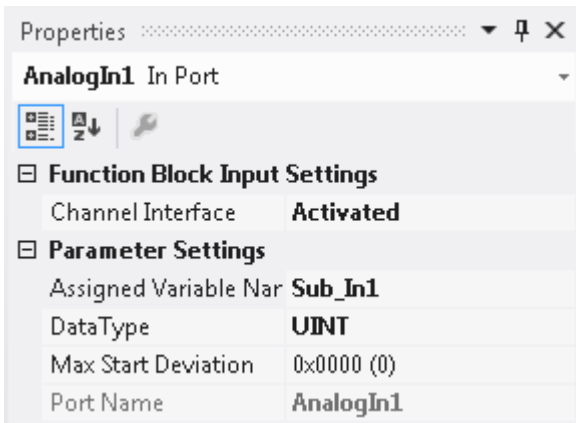 Properties
AnalogIn1 In Port
Function Block Input Settings
Channel Interface Activated
Parameter Settings
Assigned Variable Nar Sub_In1
DataType UINT
Max Start Deviation 0x0000 (0)
Port Name AnalogIn1